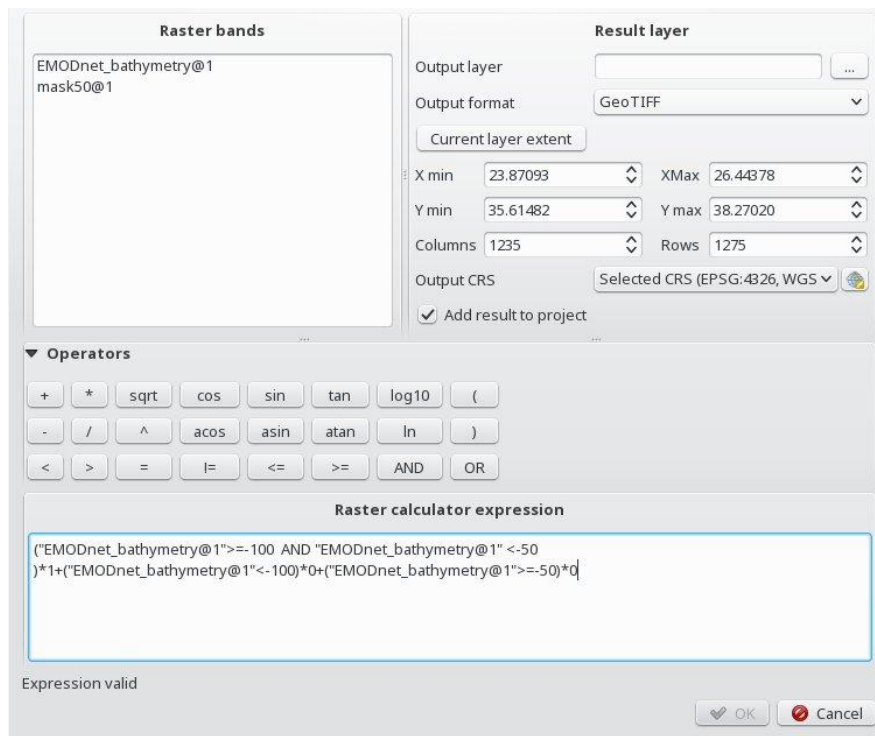 Raster bands
EMODnet_bathymetry@1
mask50@1
Result layer
Output layer
...
Output format GeoTIFF
Current layer extent
X min 23.87093 XMax 26.44378
Y min 35.61482 Y max 38.27020
Columns 1235 Rows 1275
Output CRS Selected CRS (EPSG:4326, WGS
Add result to project
Operators
+ * sqrt cos sin tan log10 (
- / ^ acos asin atan ln )
< > = != <= >= AND OR
Raster calculator expression
("EMODnet_bathymetry@1">=-100 AND "EMODnet_bathymetry@1" <-50
)*1+("EMODnet_bathymetry@1"<-100)*0+("EMODnet_bathymetry@1">=-50)*0
Expression valid
OK Cancel